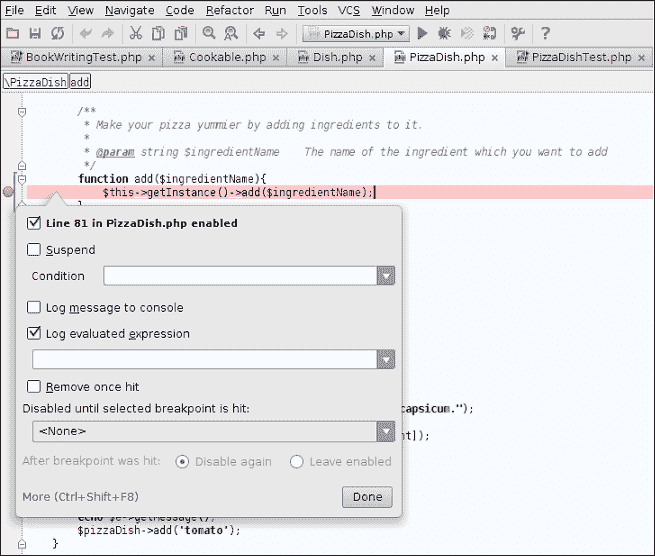 File Edit View Navigate Code Refactor Run Tools VCS Window Help
PizzaDish.php
BookWritingTest.php Cookable.php Dish.php PizzaDish.php PizzaDishTest.php
\PizzaDish add
/**
* Make your pizza yummier by adding ingredients to it.
*
* @param string $ingredientName The name of the ingredient which you want to add
*/
function add($ingredientName){
$this->getInstance()->add($ingredientName);
}
Line 81 in PizzaDish.php enabled
Suspend
Condition
Log message to console
Log evaluated expression
Remove once hit
Disabled until selected breakpoint is hit:
capsicum.");
<None>
]);
After breakpoint was hit: Disable again Leave enabled
More (Ctrl+Shift+F8) Done
echo $e->getMessage();
$pizzaDish->add('tomato');
}